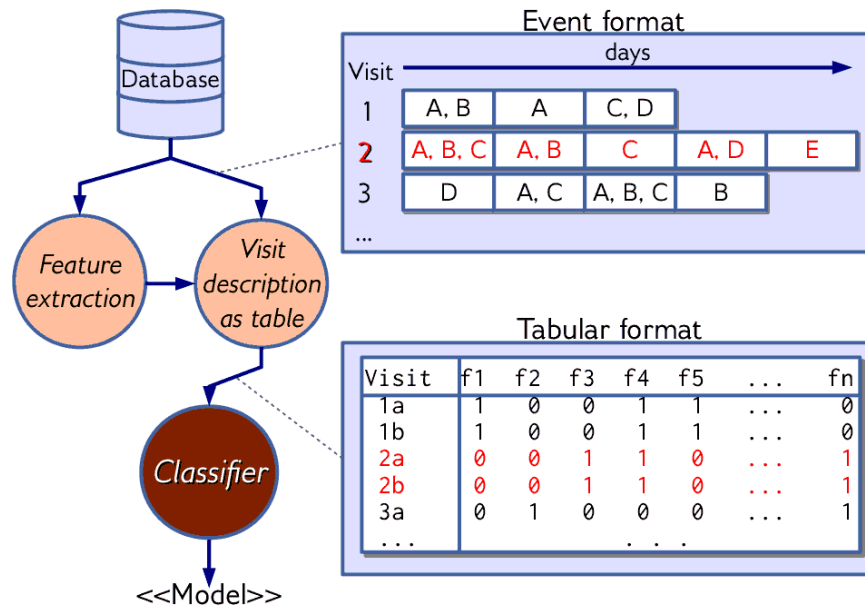 Event format
Database
days
Visit
1 A, B A C, D
2 A, B, C A, B C A, D E
3 D A, C A, B, C B
...
Feature extraction
Visit description as table
Tabular format
Visit f1 f2 f3 f4 f5 ... fn
1a 1 0 0 1 1 ... 0
1b 1 0 0 1 1 ... 0
2a 0 0 1 1 0 ... 1
2b 0 0 1 1 0 ... 1
3a 0 1 0 0 0 ... 1
... . . .
Classifier
<<Model>>